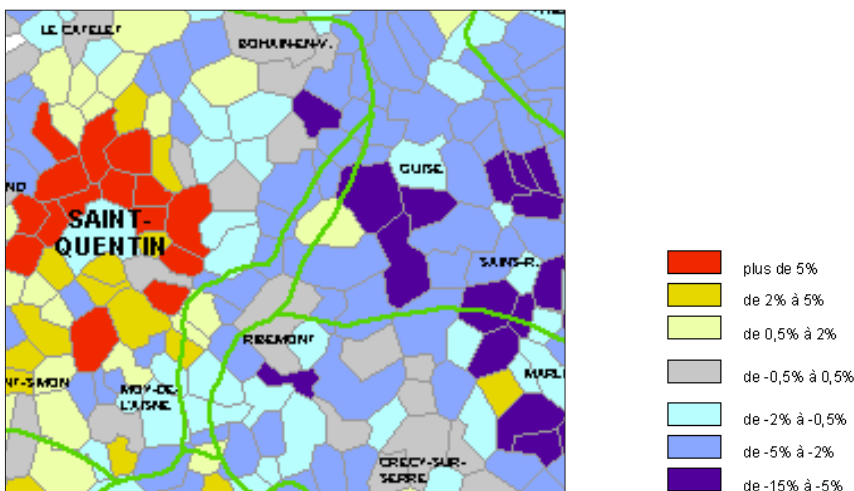 LE CATELET
BOHAIN-EN-V.
GUISE
ND
SAINT-
QUENTIN
SAINS-R.
RIBEMONT
NT-SIMON
MOY-DE-
L'AISNE
MARL
CRECY-SUR-
SERRE
plus de 5%
de 2% à 5%
de 0,5% à 2%
de -0,5% à 0,5%
de -2% à -0,5%
de -5% à -2%
de -15% à -5%